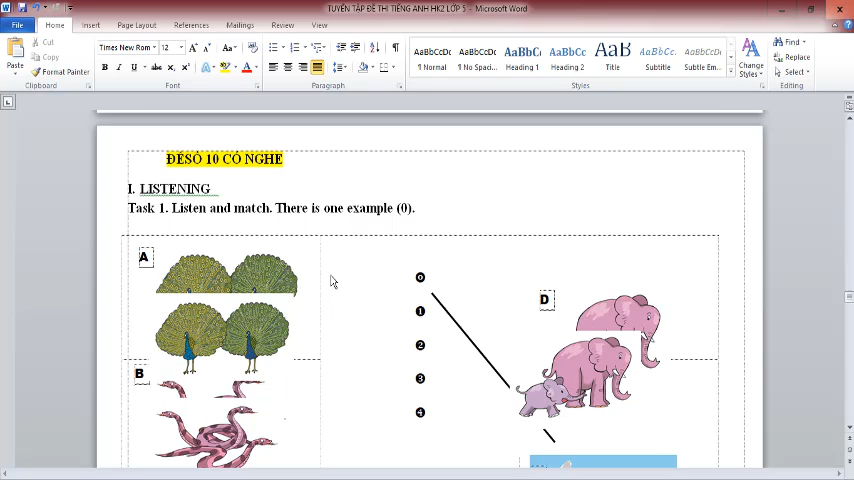 TUYỂN TẬP ĐỀ THI TIẾNG ANH HK2 LỚP 5 - Microsoft Word
File Home Insert Page Layout References Mailings Review View
Cut
Copy
Format Painter
Paste
Clipboard
Times New Rom 12
Font
Paragraph
AaBbCcDc AaBbCcDc AaBbC AaBbCc AaB AaBbCc. AaBbCcDc
¶ Normal ¶ No Spaci... Heading 1 Heading 2 Title Subtitle Subtle Em...
Styles
Change Styles
Find
Replace
Select
Editing
ĐỀSỐ 10 CÓ NGHE
I. LISTENING
Task 1. Listen and match. There is one example (0).
A
B
0
1
2
3
4
D